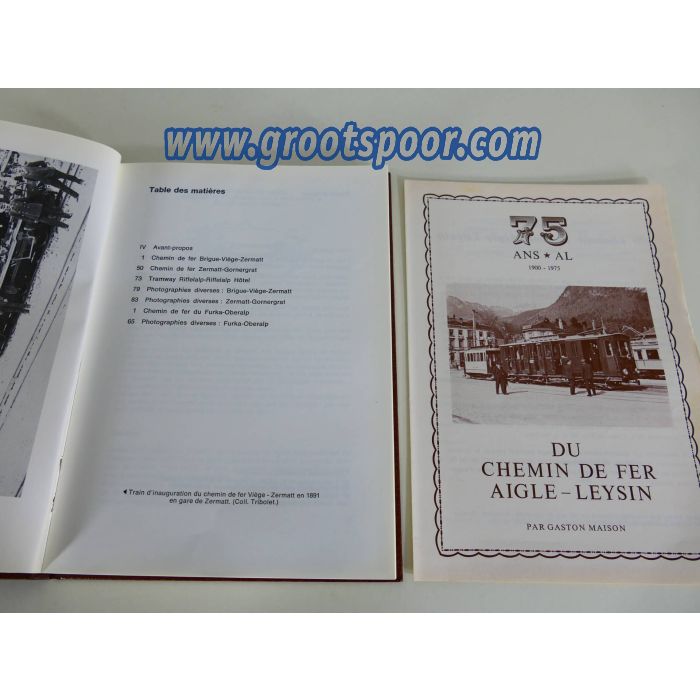 www.grootspoor.com
Table des matières
IV Avant-propos
1 Chemin de fer Brigue-Viège-Zermatt
50 Chemin de fer Zermatt-Gornergrat
73 Tramway Riffelalp-Riffelalp Hôtel
79 Photographies diverses : Brigue-Viège-Zermatt
83 Photographies diverses : Zermatt-Gornergrat
1 Chemin de fer du Furka-Oberalp
65 Photographies diverses : Furka-Oberalp
◀ Train d'inauguration du chemin de fer Viège - Zermatt en 1891
en gare de Zermatt. (Coll. Tribolet.)
75
ANS ★ AL
1900 - 1975
DU
CHEMIN DE FER
AIGLE – LEYSIN
PAR GASTON MAISON